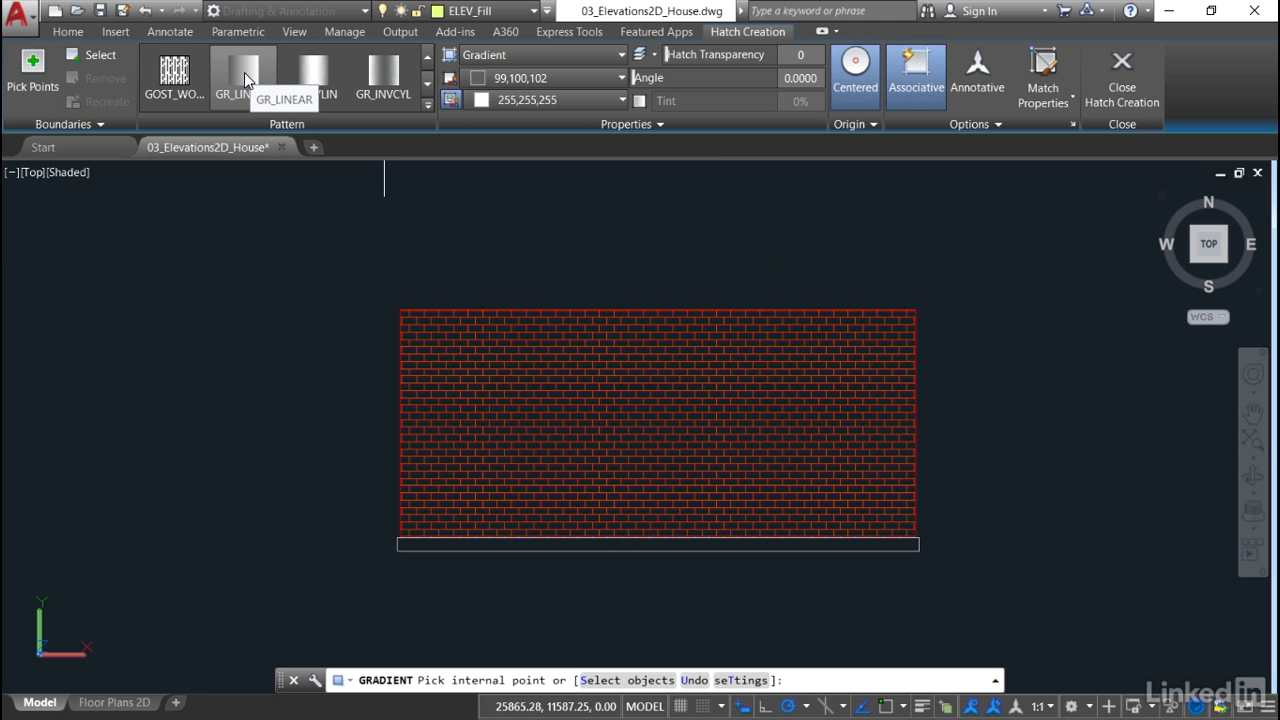 Drafting & Annotation
ELEV_Fill
03_Elevations2D_House.dwg
Type a keyword or phrase
Sign In
Home Insert Annotate Parametric View Manage Output Add-ins A360 Express Tools Featured Apps Hatch Creation
Pick Points
Select
Remove
Recreate
GOST_WO...
GR_LIN
YLIN
GR_INVCYL
GR_LINEAR
Gradient
99,100,102
255,255,255
Hatch Transparency 0
Angle 0.0000
Tint 0%
Centered
Associative
Annotative
Match
Properties
Close
Hatch Creation
Boundaries Pattern Properties Origin Options Close
Start 03_Elevations2D_House*
[−][Top][Shaded]
N
W TOP E
S
WCS
Y
Z X
GRADIENT Pick internal point or [Select objects Undo seTtings]:
Model Floor Plans 2D
25865.28, 11587.25, 0.00 MODEL 1:1
Linked in